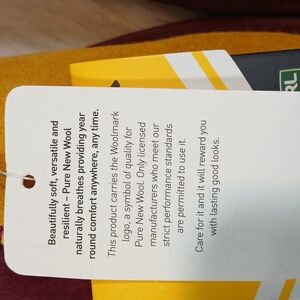 Beautifully soft, versatile and
resilient – Pure New Wool
naturally breathes providing year
round comfort anywhere, any time.
This product carries the Woolmark
logo, a symbol of quality for
Pure New Wool. Only licensed
manufacturers who meet our
strict performance standards
are permitted to use it.
Care for it and it will reward you
with lasting good looks.
RL